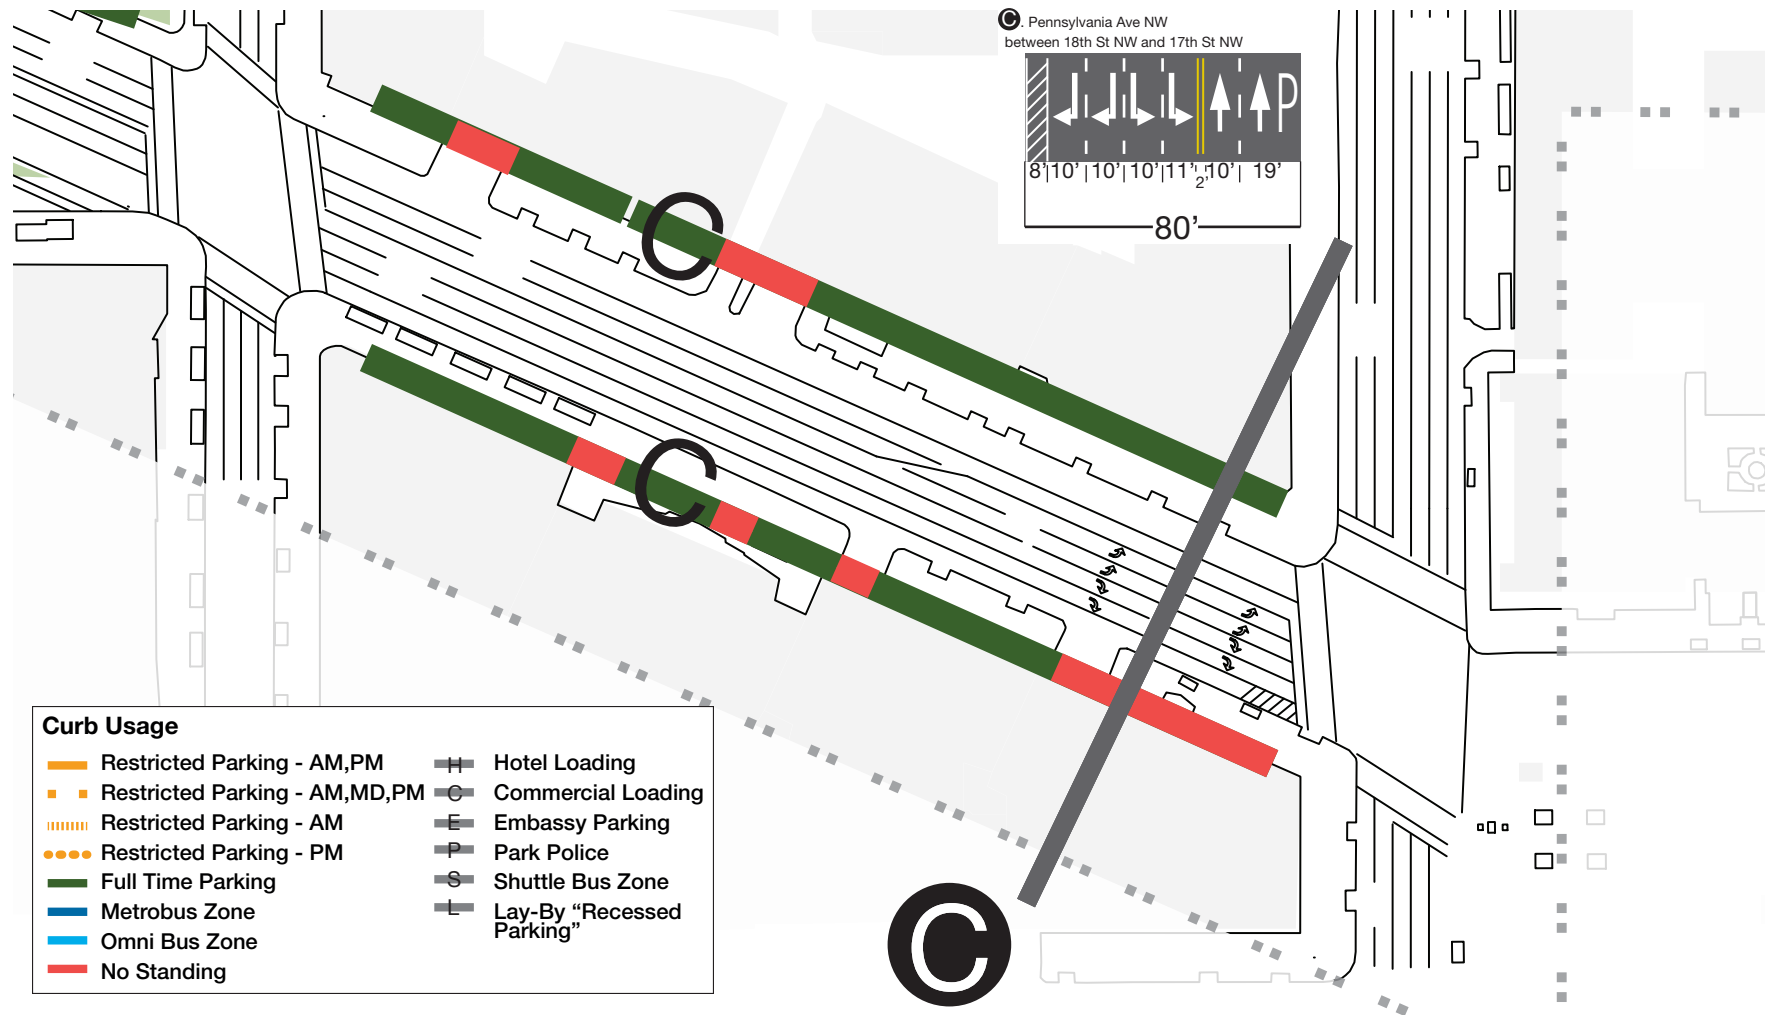 C. Pennsylvania Ave NW
between 18th St NW and 17th St NW
P
8' 10' 10' 10' 11' 2' 10' 19'
80'
C
C
C
Curb Usage
Restricted Parking - AM,PM
Restricted Parking - AM,MD,PM
Restricted Parking - AM
Restricted Parking - PM
Full Time Parking
Metrobus Zone
Omni Bus Zone
No Standing
H Hotel Loading
C Commercial Loading
E Embassy Parking
P Park Police
S Shuttle Bus Zone
L Lay-By “Recessed
Parking”